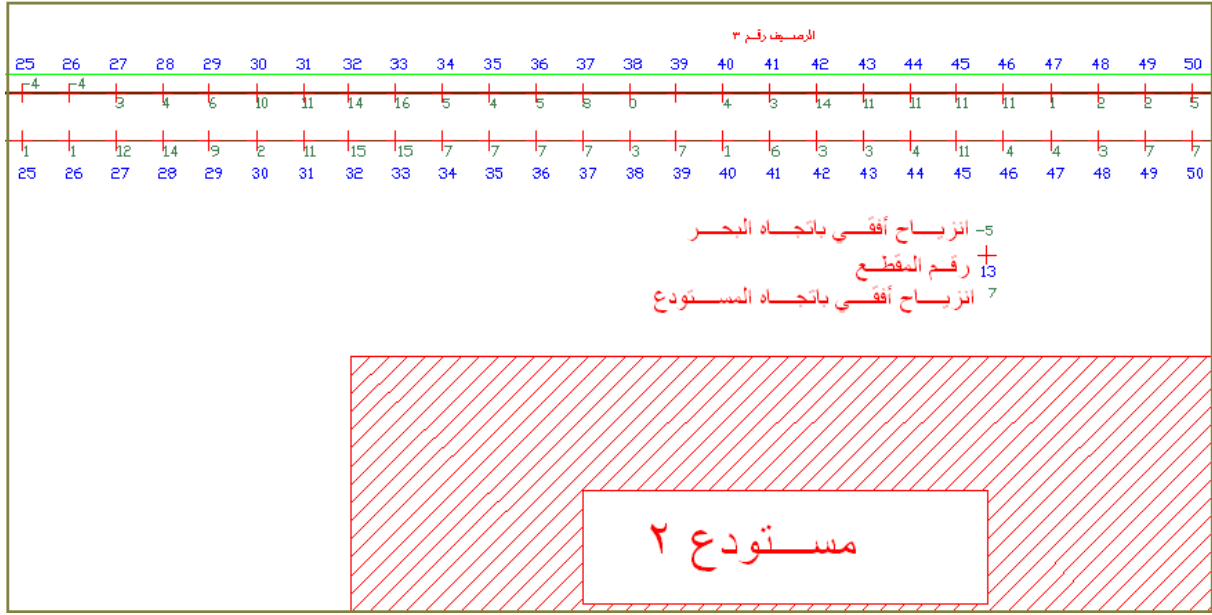 الرصيف رقم ٣
25 26 27 28 29 30 31 32 33 34 35 36 37 38 39 40 41 42 43 44 45 46 47 48 49 50
-4 -4 3 4 6 10 11 14 16 5 4 5 8 0 4 3 14 11 11 11 11 1 2 2 5
1 1 12 14 9 2 11 15 15 7 7 7 7 3 7 1 6 3 3 4 11 4 4 3 7 7
25 26 27 28 29 30 31 32 33 34 35 36 37 38 39 40 41 42 43 44 45 46 47 48 49 50
-5 انزياح أفقي باتجاه البحر
13 رقم المقطع
7 انزياح أفقي باتجاه المستودع
مستودع ٢